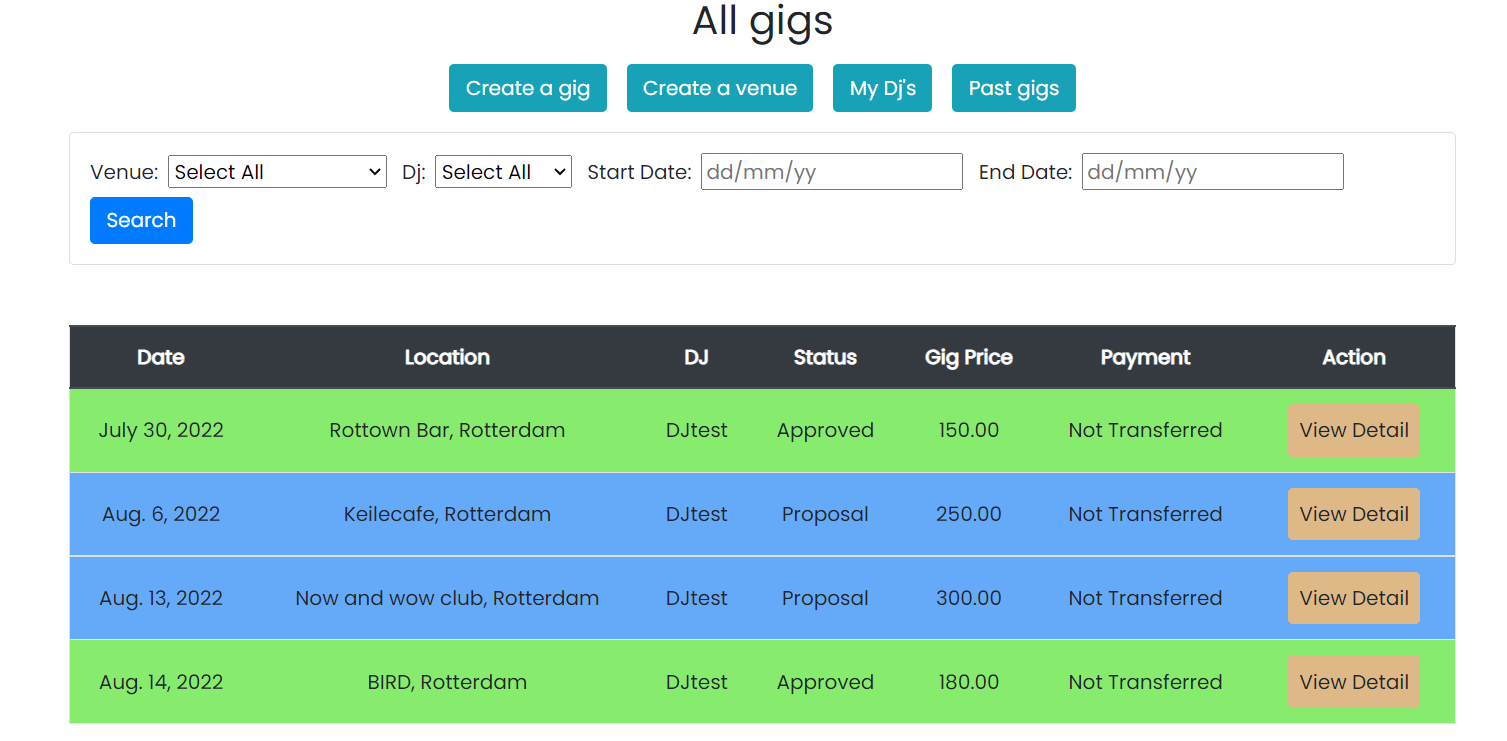 All gigs
Create a gig Create a venue My Dj's Past gigs
Venue: Select All Dj: Select All Start Date: dd/mm/yy End Date: dd/mm/yy
Search
Date Location DJ Status Gig Price Payment Action
July 30, 2022 Rottown Bar, Rotterdam DJtest Approved 150.00 Not Transferred View Detail
Aug. 6, 2022 Keilecafe, Rotterdam DJtest Proposal 250.00 Not Transferred View Detail
Aug. 13, 2022 Now and wow club, Rotterdam DJtest Proposal 300.00 Not Transferred View Detail
Aug. 14, 2022 BIRD, Rotterdam DJtest Approved 180.00 Not Transferred View Detail